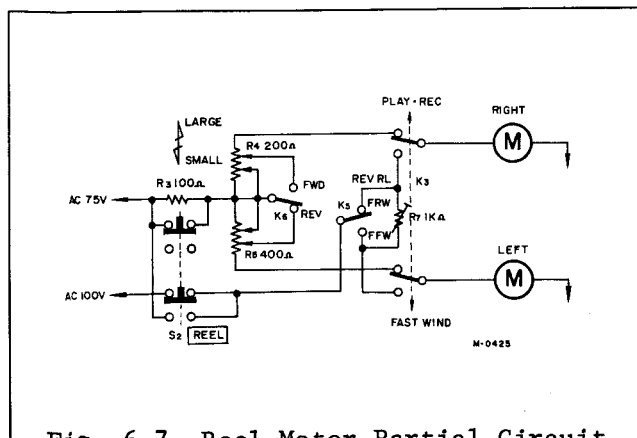 PLAY·REC
RIGHT
LARGE
SMALL
R4 200Ω
M
R3 100Ω
FWD
REV RL
K3
AC 75V
K5
FRW
K6
REV
R7 1KΩ
FFW
R5 400Ω
LEFT
AC 100V
M
S2 REEL
FAST WIND
M-0425
Fig. 6.7 Reel Motor Partial Circuit